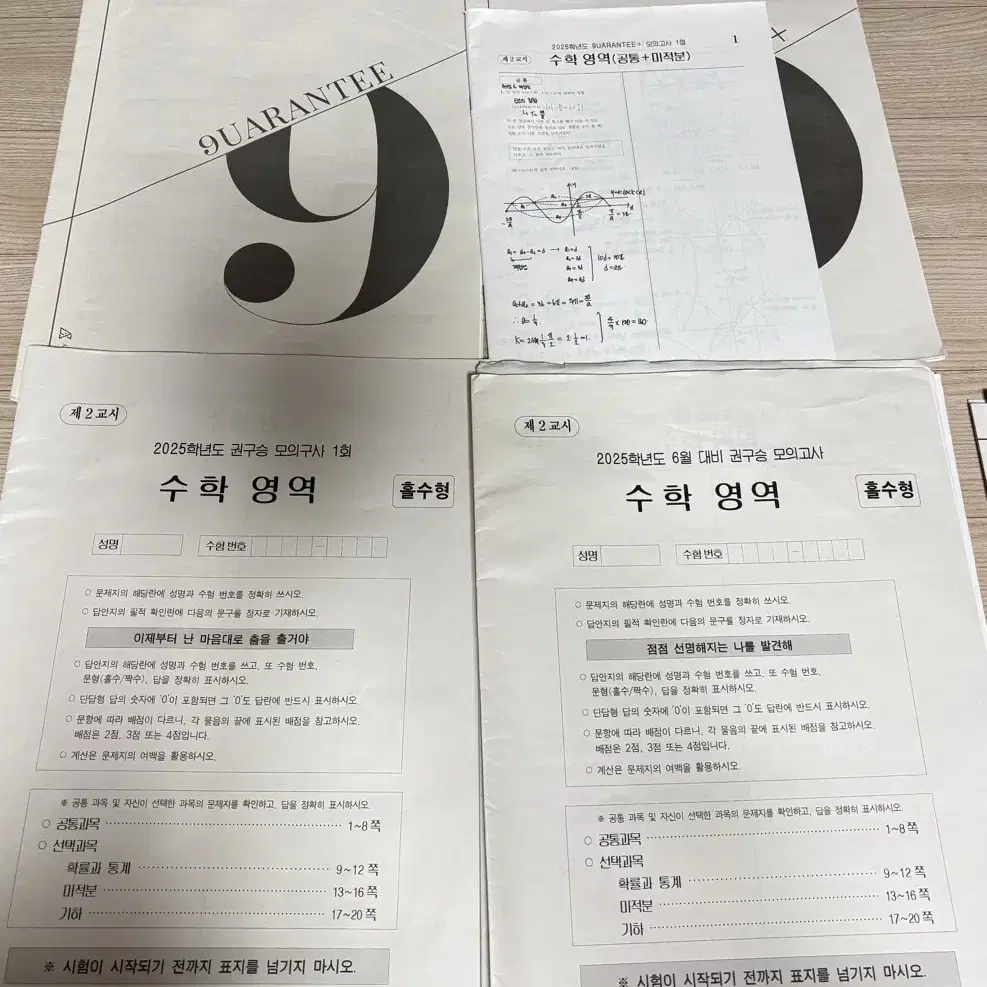 9UARANTEE
9
2025학년도 9UARANTEE+ 모의고사 1회
1
제 2 교시
수학 영역(공통+미적분)
공통
제 2 교시
2025학년도 권구승 모의구사 1회
수학 영역
홀수형
성명
수험 번호
○ 문제지의 해당란에 성명과 수험 번호를 정확히 쓰시오.
○ 답안지의 필적 확인란에 다음의 문구를 정자로 기재하시오.
이제부터 난 마음대로 춤을 출거야
○ 답안지의 해당란에 성명과 수험 번호를 쓰고, 또 수험 번호,
문형(홀수/짝수), 답을 정확히 표시하시오.
○ 단답형 답의 숫자에 '0'이 포함되면 그 '0'도 답란에 반드시 표시하시오.
○ 문항에 따라 배점이 다르니, 각 물음의 끝에 표시된 배점을 참고하시오.
배점은 2점, 3점 또는 4점입니다.
○ 계산은 문제지의 여백을 활용하시오.
※ 공통 과목 및 자신이 선택한 과목의 문제지를 확인하고, 답을 정확히 표시하시오.
○ 공통과목 1~8 쪽
○ 선택과목
확률과 통계 9~12 쪽
미적분 13~16 쪽
기하 17~20 쪽
※ 시험이 시작되기 전까지 표지를 넘기지 마시오.
제 2 교시
2025학년도 6월 대비 권구승 모의고사
수학 영역
홀수형
성명
수험 번호
○ 문제지의 해당란에 성명과 수험 번호를 정확히 쓰시오.
○ 답안지의 필적 확인란에 다음의 문구를 정자로 기재하시오.
점점 선명해지는 나를 발견해
○ 답안지의 해당란에 성명과 수험 번호를 쓰고, 또 수험 번호,
문형(홀수/짝수), 답을 정확히 표시하시오.
○ 단답형 답의 숫자에 '0'이 포함되면 그 '0'도 답란에 반드시 표시하시오.
○ 문항에 따라 배점이 다르니, 각 물음의 끝에 표시된 배점을 참고하시오.
배점은 2점, 3점 또는 4점입니다.
○ 계산은 문제지의 여백을 활용하시오.
※ 공통 과목 및 자신이 선택한 과목의 문제지를 확인하고, 답을 정확히 표시하시오.
○ 공통과목 1~8 쪽
○ 선택과목
확률과 통계 9~12 쪽
미적분 13~16 쪽
기하 17~20 쪽
※ 시험이 시작되기 전까지 표지를 넘기지 마시오.